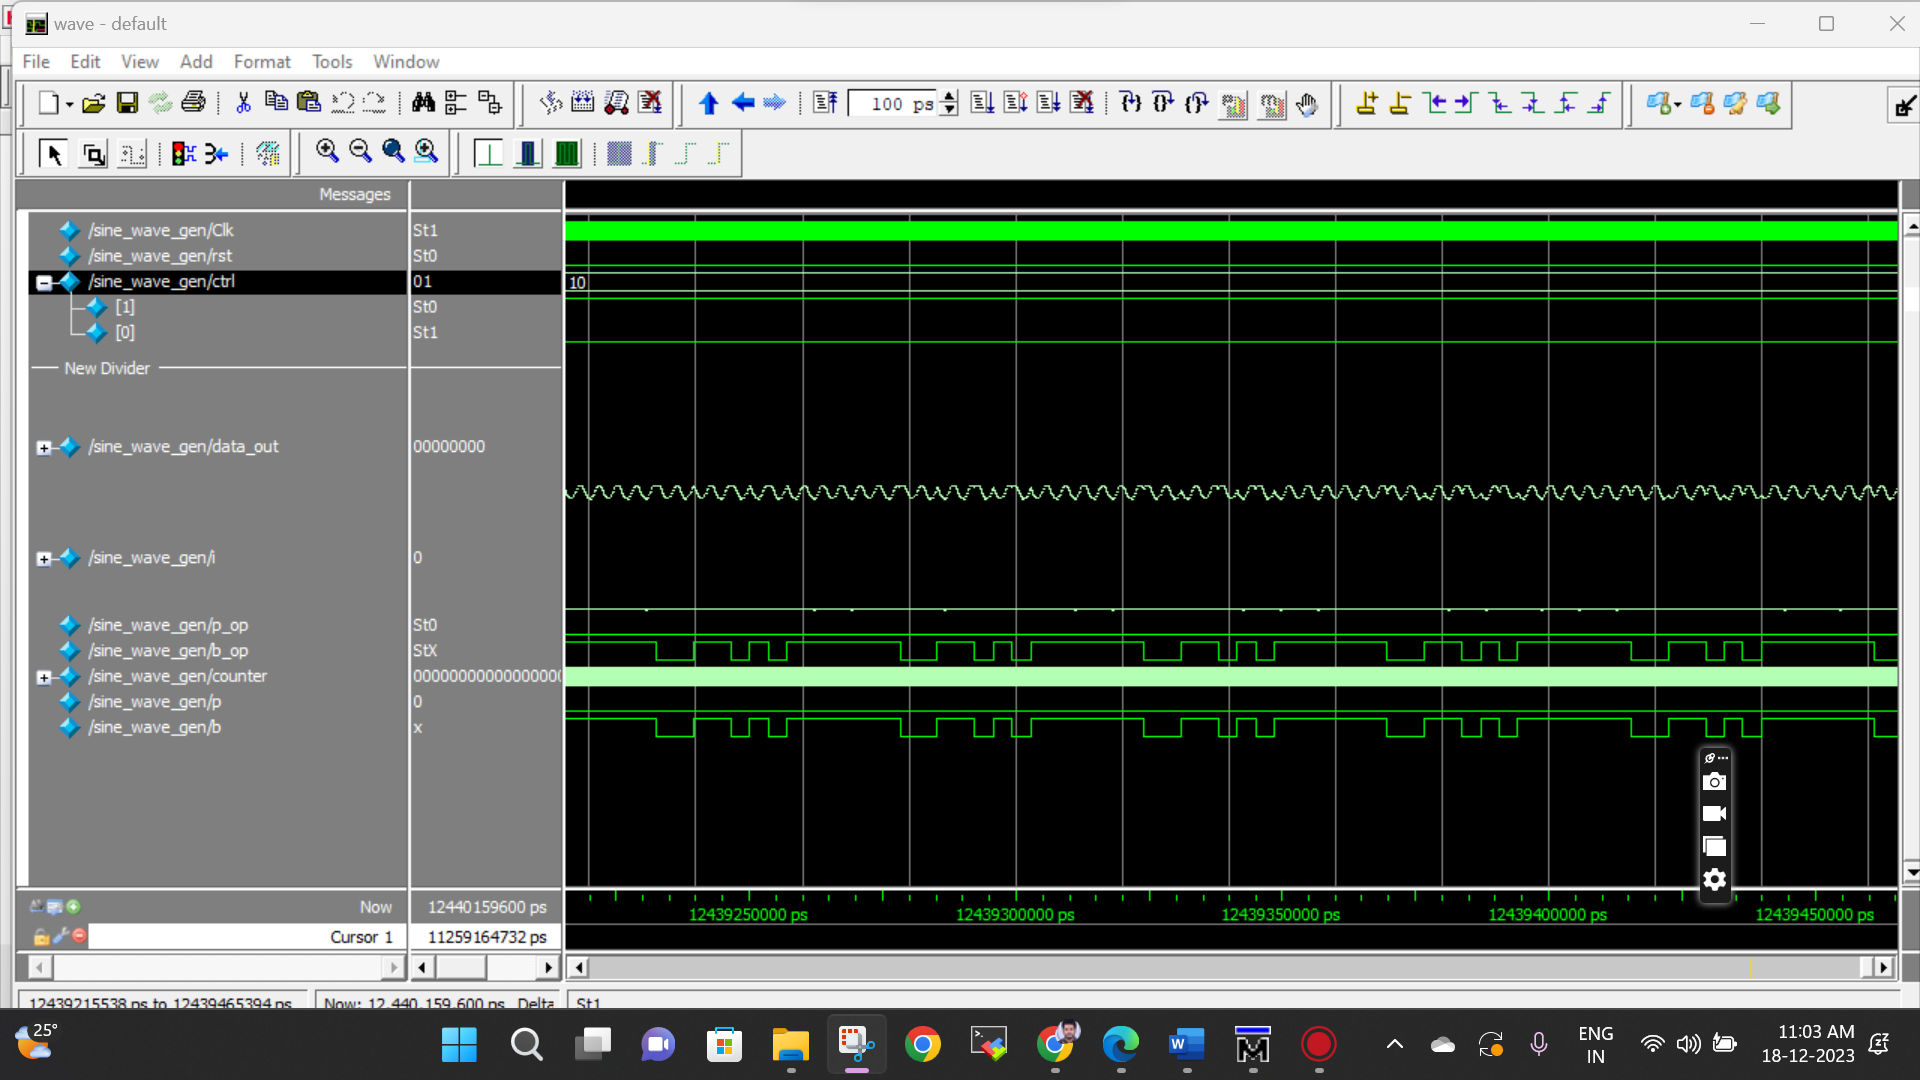 wave - default
File Edit View Add Format Tools Window
100 ps
Messages
/sine_wave_gen/Clk St1
/sine_wave_gen/rst St0
/sine_wave_gen/ctrl 01 10
[1] St0
[0] St1
New Divider
/sine_wave_gen/data_out 00000000
/sine_wave_gen/i 0
/sine_wave_gen/p_op St0
/sine_wave_gen/b_op StX
/sine_wave_gen/counter 0000000000000000
/sine_wave_gen/p 0
/sine_wave_gen/b x
Now 12440159600 ps 12439250000 ps 12439300000 ps 12439350000 ps 12439400000 ps 12439450000 ps
Cursor 1 11259164732 ps
12439215538 ps to 12439465394 ps Now: 12,440,159,600 ps Delta St1
25° ENG 11:03 AM
IN 18-12-2023